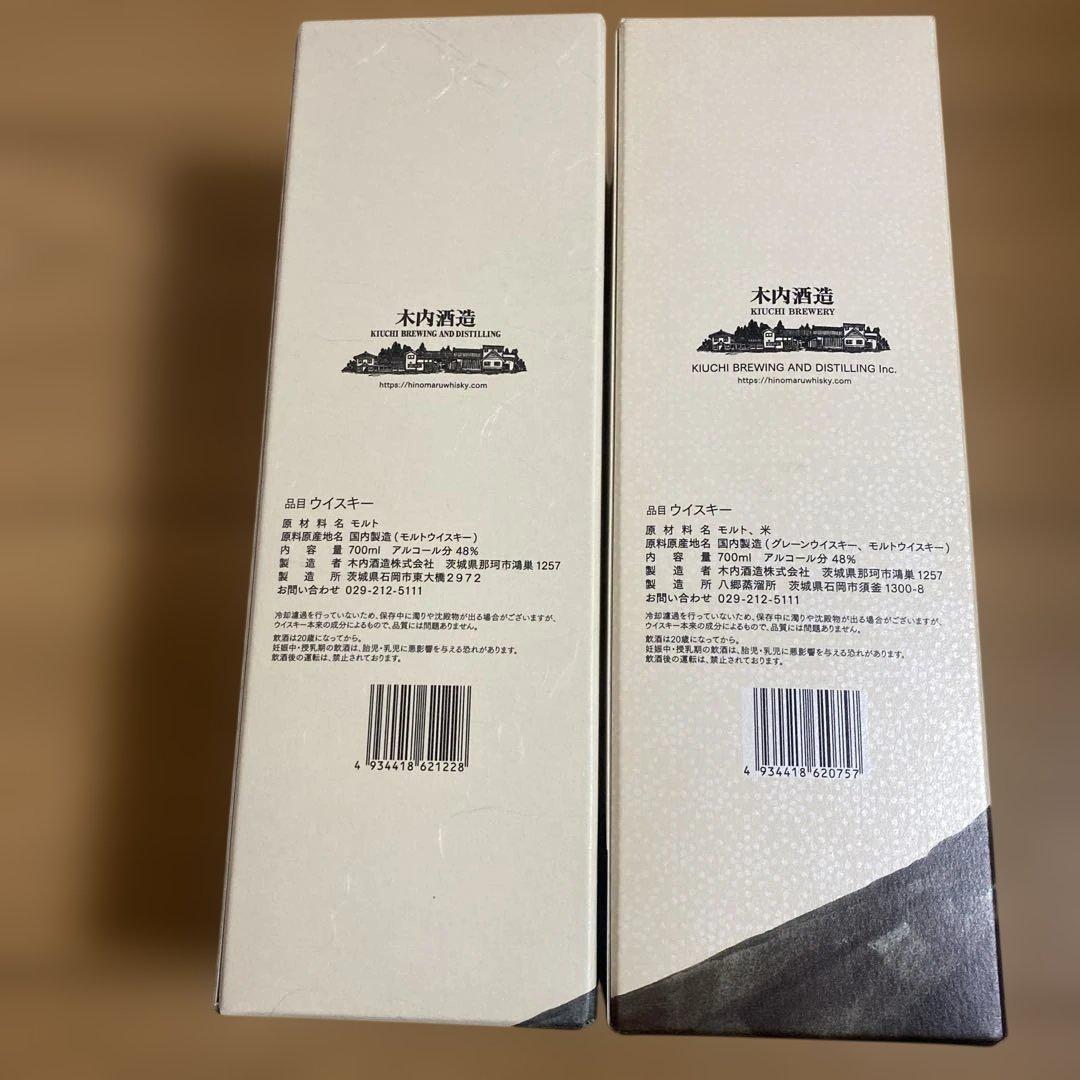 木内酒造
KIUCHI BREWING AND DISTILLING
https://hinomaruwhisky.com
品目 ウイスキー
原材料名 モルト
原料原産地名 国内製造(モルトウイスキー)
内容量 700ml アルコール分 48%
製造者 木内酒造株式会社 茨城県那珂市鴻巣1257
製造所 茨城県石岡市東大橋2972
お問い合わせ 029-212-5111
冷却濾過を行っていないため、保存中に濁りや沈殿物が出る場合がございますが、
ウイスキー本来の成分によるもので、品質には問題ありません。
飲酒は20歳になってから。
妊娠中・授乳期の飲酒は、胎児・乳児に悪影響を与える恐れがあります。
飲酒後の運転は、禁止されております。
4 934418 621228
木内酒造
KIUCHI BREWERY
KIUCHI BREWING AND DISTILLING Inc.
https://hinomaruwhisky.com
品目 ウイスキー
原材料名 モルト、米
原料原産地名 国内製造(グレーンウイスキー、モルトウイスキー)
内容量 700ml アルコール分 48%
製造者 木内酒造株式会社 茨城県那珂市鴻巣1257
製造所 八郷蒸溜所 茨城県石岡市須釜1300-8
お問い合わせ 029-212-5111
冷却濾過を行っていないため、保存中に濁りや沈殿物が出る場合がございますが、
ウイスキー本来の成分によるもので、品質には問題ありません。
飲酒は20歳になってから。
妊娠中・授乳期の飲酒は、胎児・乳児に悪影響を与える恐れがあります。
飲酒後の運転は、禁止されております。
4 934418 620757